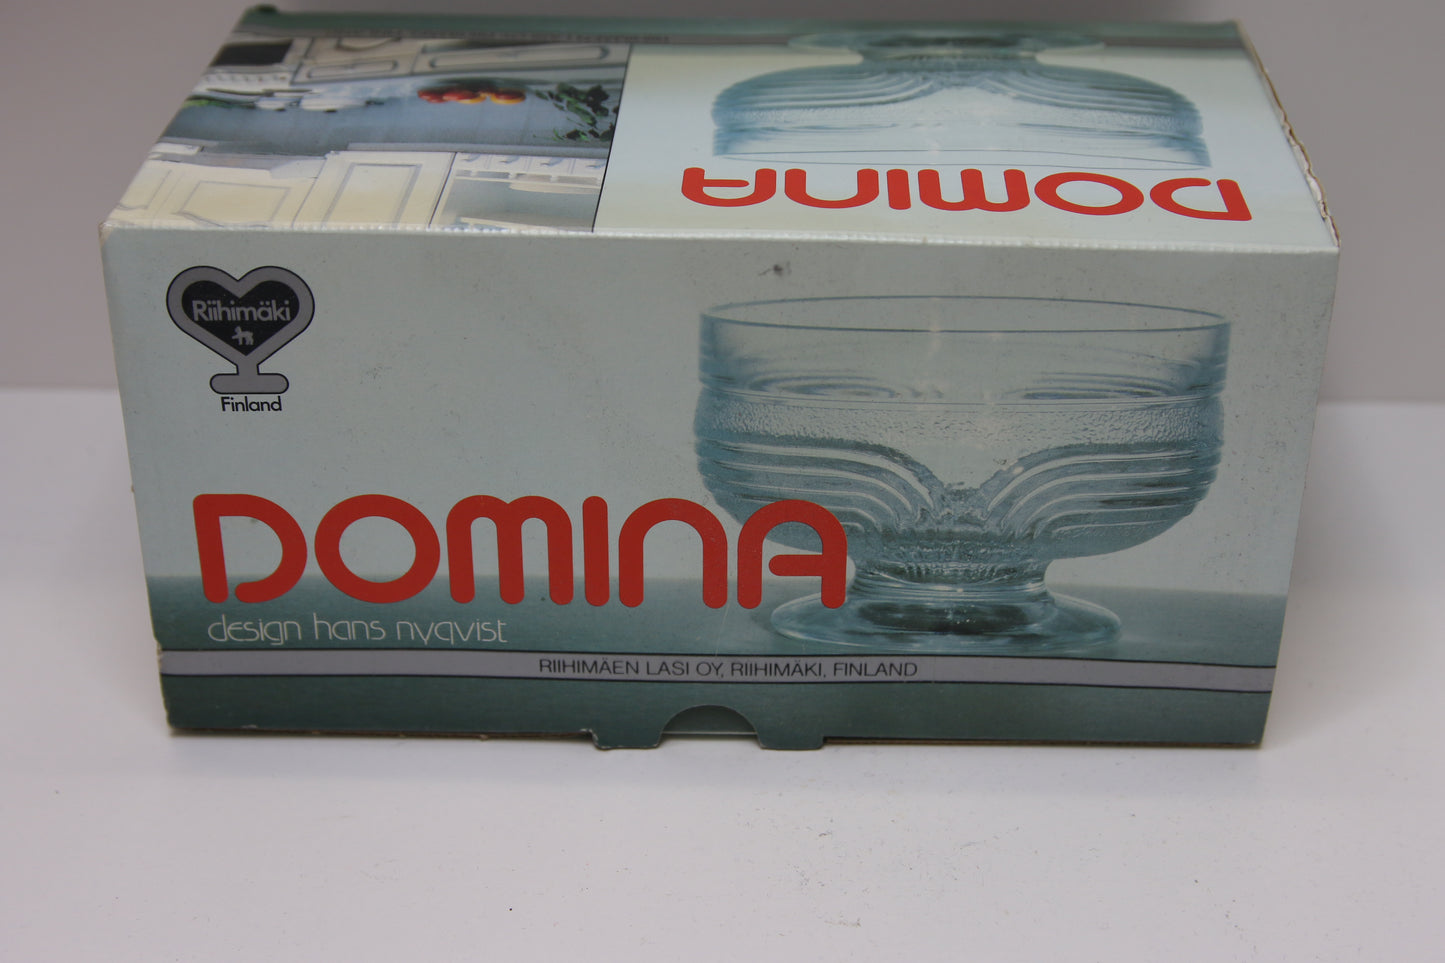 DOMINA
Riihimäki
Finland
DOMINA
design hans nyqvist
RIIHIMÄEN LASI OY, RIIHIMÄKI, FINLAND